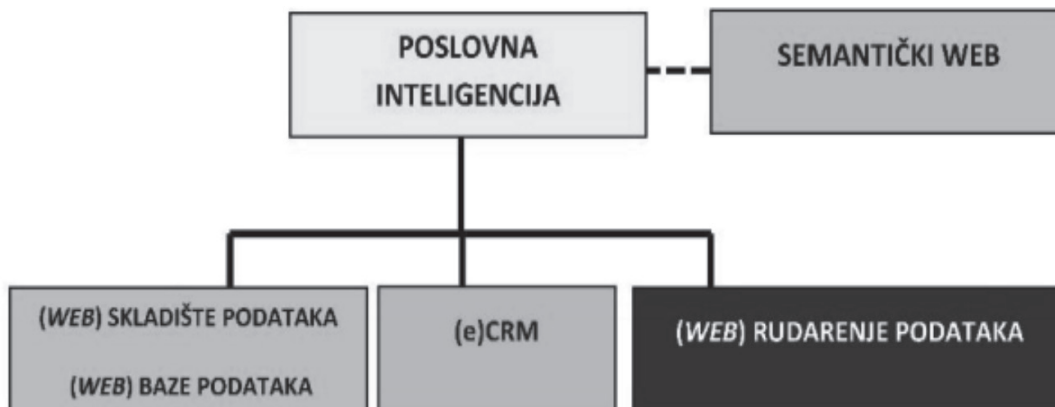 POSLOVNA
INTELIGENCIJA
SEMANTIČKI WEB
(WEB) SKLADIŠTE PODATAKA
(WEB) BAZE PODATAKA
(e)CRM
(WEB) RUDARENJE PODATAKA